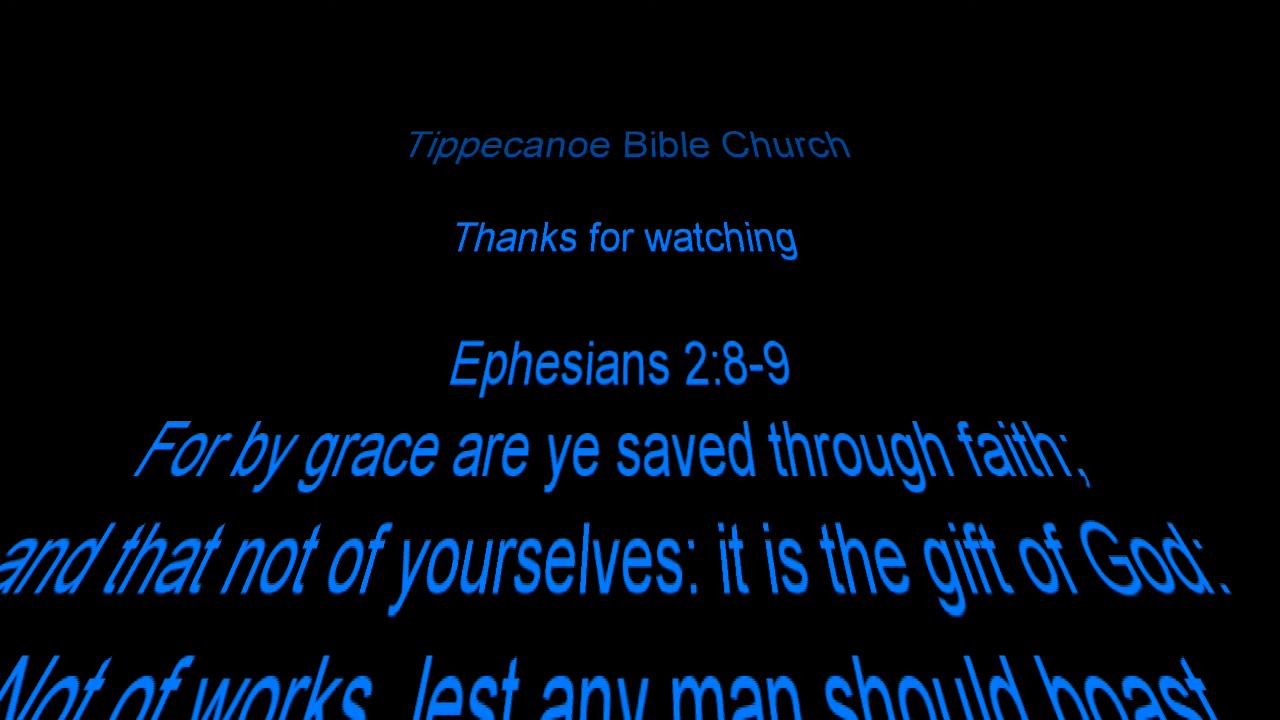 Tippecanoe Bible Church
Thanks for watching
Ephesians 2:8-9
For by grace are ye saved through faith;
and that not of yourselves: it is the gift of God:
Not of works, lest any man should boast.